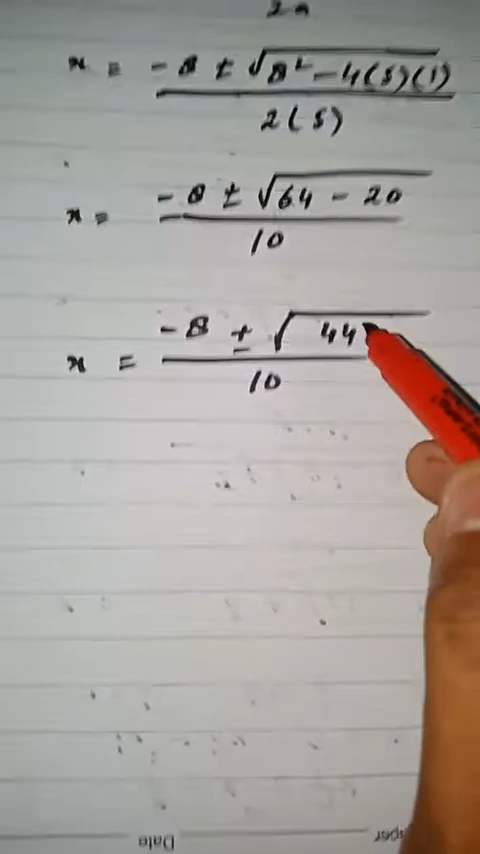 2a
x = -8 ± √8² - 4(5)(1)
2(5)
x = -8 ± √64 - 20
10
x = -8 ± √44
10
Date